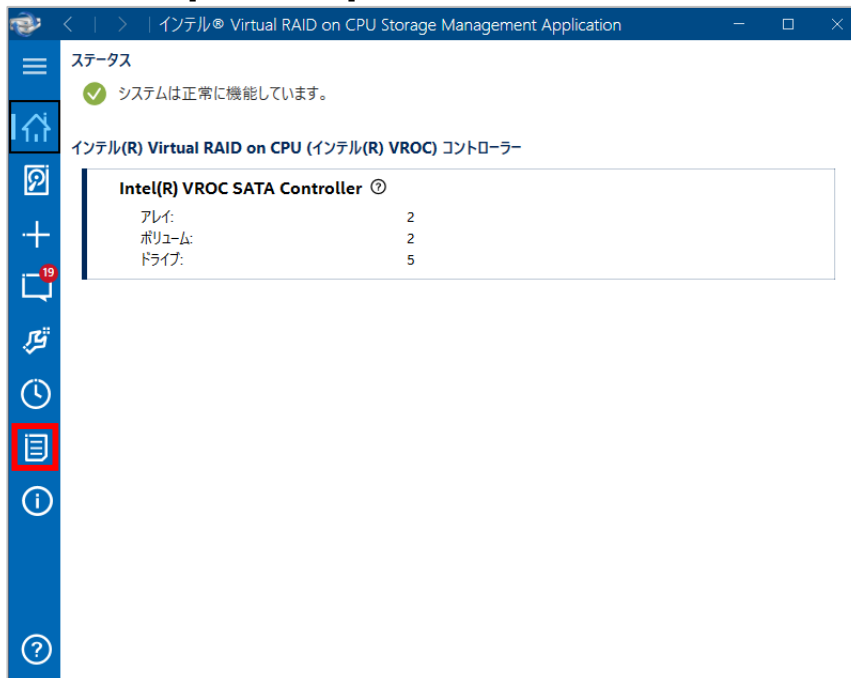 インテル® Virtual RAID on CPU Storage Management Application
ステータス
システムは正常に機能しています。
インテル(R) Virtual RAID on CPU (インテル(R) VROC) コントローラー
Intel(R) VROC SATA Controller
アレイ: 2
ボリューム: 2
ドライブ: 5
19